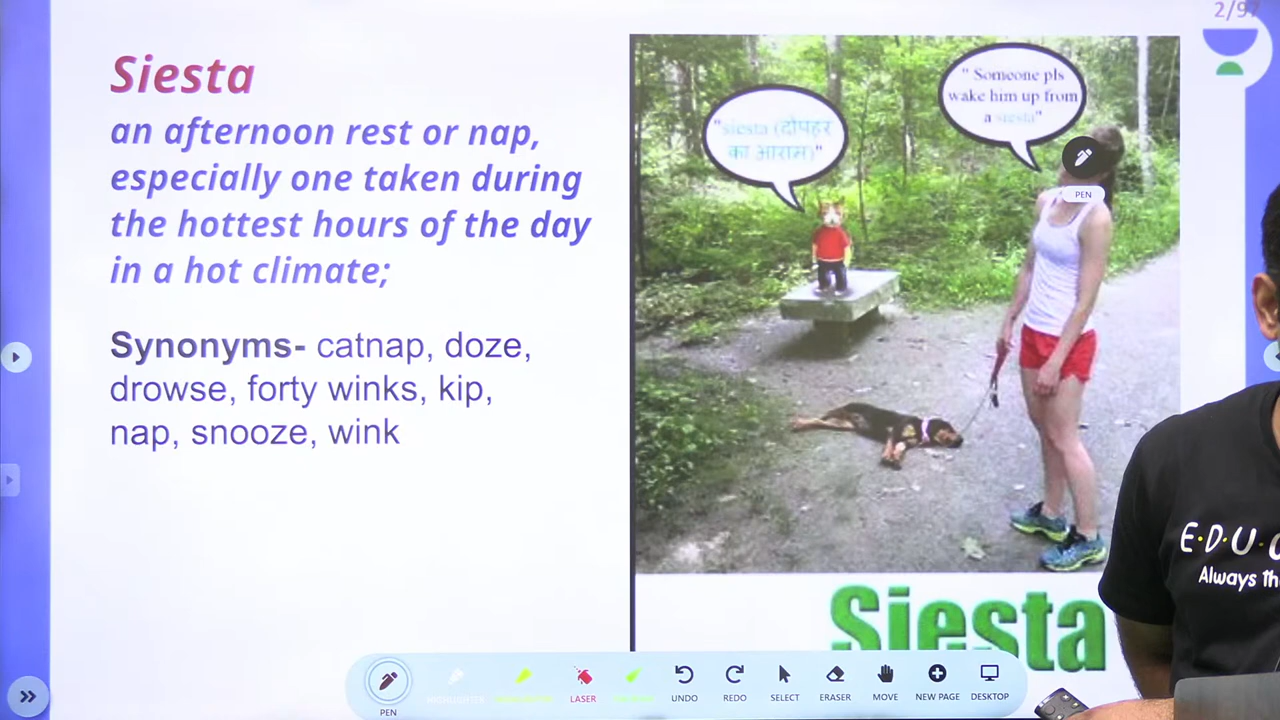 2/97
Siesta
an afternoon rest or nap,
especially one taken during
the hottest hours of the day
in a hot climate;
Synonyms- catnap, doze,
drowse, forty winks, kip,
nap, snooze, wink
"siesta (दोपहर
का आराम)"
" Someone pls
wake him up from
a siesta"
PEN
Siesta
E·D·U·
Always
PEN
HIGHLIGHTER
LASER
UNDO
REDO
SELECT
ERASER
MOVE
NEW PAGE
DESKTOP